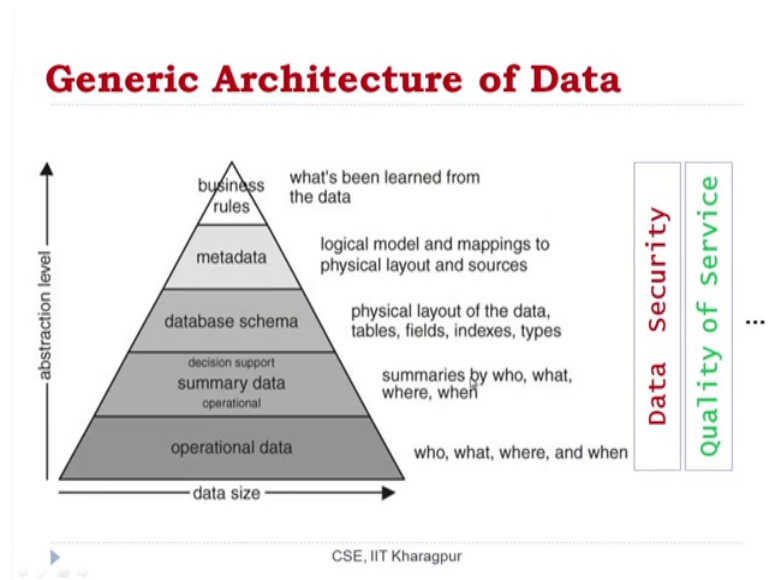 Generic Architecture of Data
abstraction level
business
rules
what's been learned from
the data
metadata
logical model and mappings to
physical layout and sources
database schema
physical layout of the data,
tables, fields, indexes, types
decision support
summary data
operational
summaries by who, what,
where, when
operational data
who, what, where, and when
data size
Data Security
Quality of Service
...
CSE, IIT Kharagpur